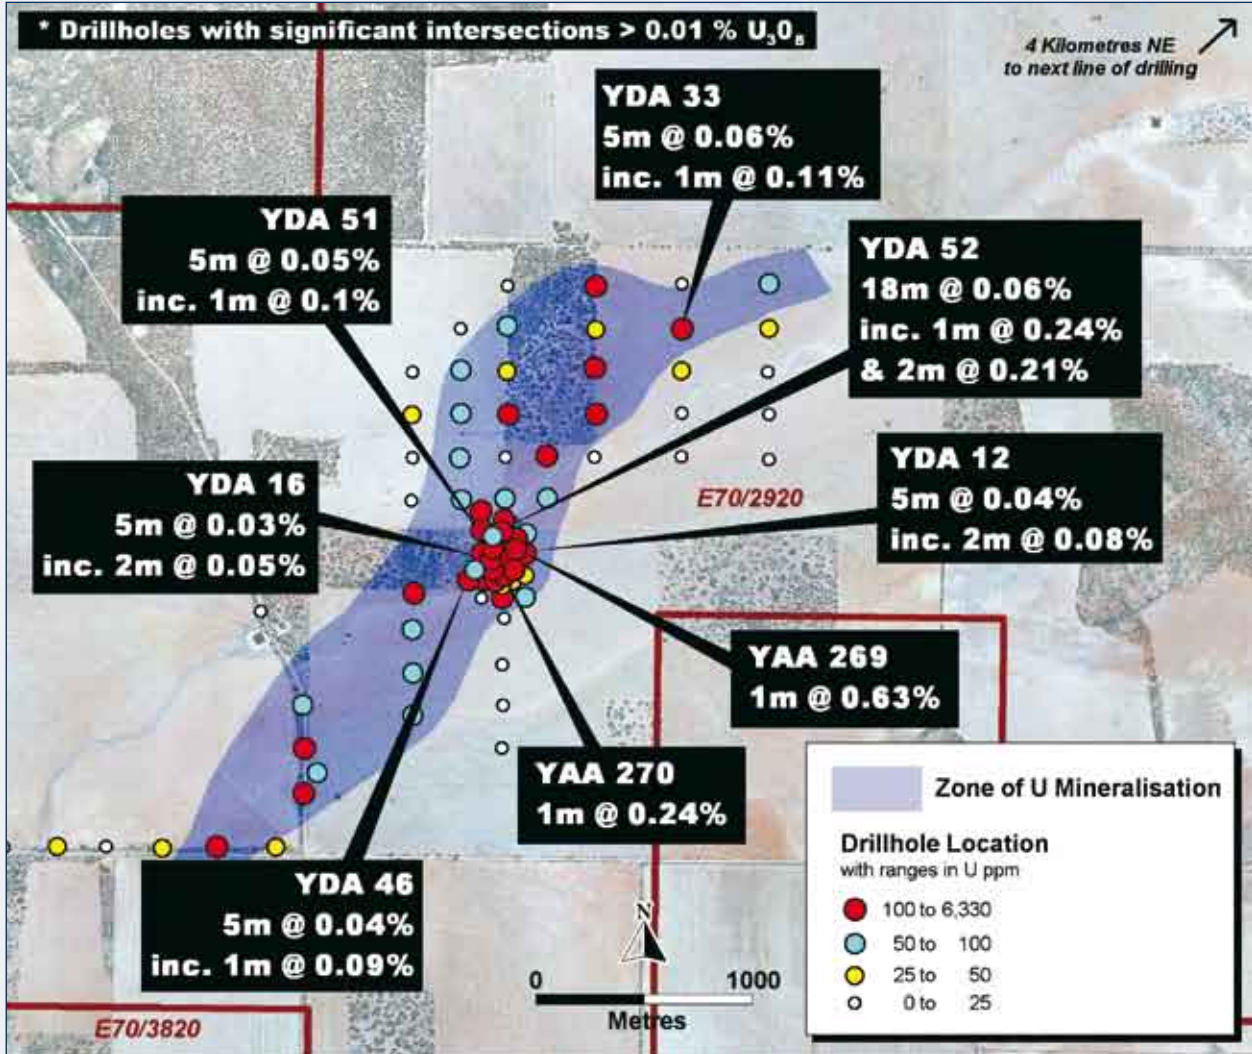 * Drillholes with significant intersections > 0.01 % U₃0₈
4 Kilometres NE
to next line of drilling
YDA 33
5m @ 0.06%
inc. 1m @ 0.11%
YDA 51
5m @ 0.05%
inc. 1m @ 0.1%
YDA 52
18m @ 0.06%
inc. 1m @ 0.24%
& 2m @ 0.21%
YDA 16
5m @ 0.03%
inc. 2m @ 0.05%
YDA 12
5m @ 0.04%
inc. 2m @ 0.08%
E70/2920
YAA 269
1m @ 0.63%
YAA 270
1m @ 0.24%
YDA 46
5m @ 0.04%
inc. 1m @ 0.09%
N
0 1000
Metres
E70/3820
Zone of U Mineralisation
Drillhole Location
with ranges in U ppm
100 to 6,330
50 to 100
25 to 50
0 to 25